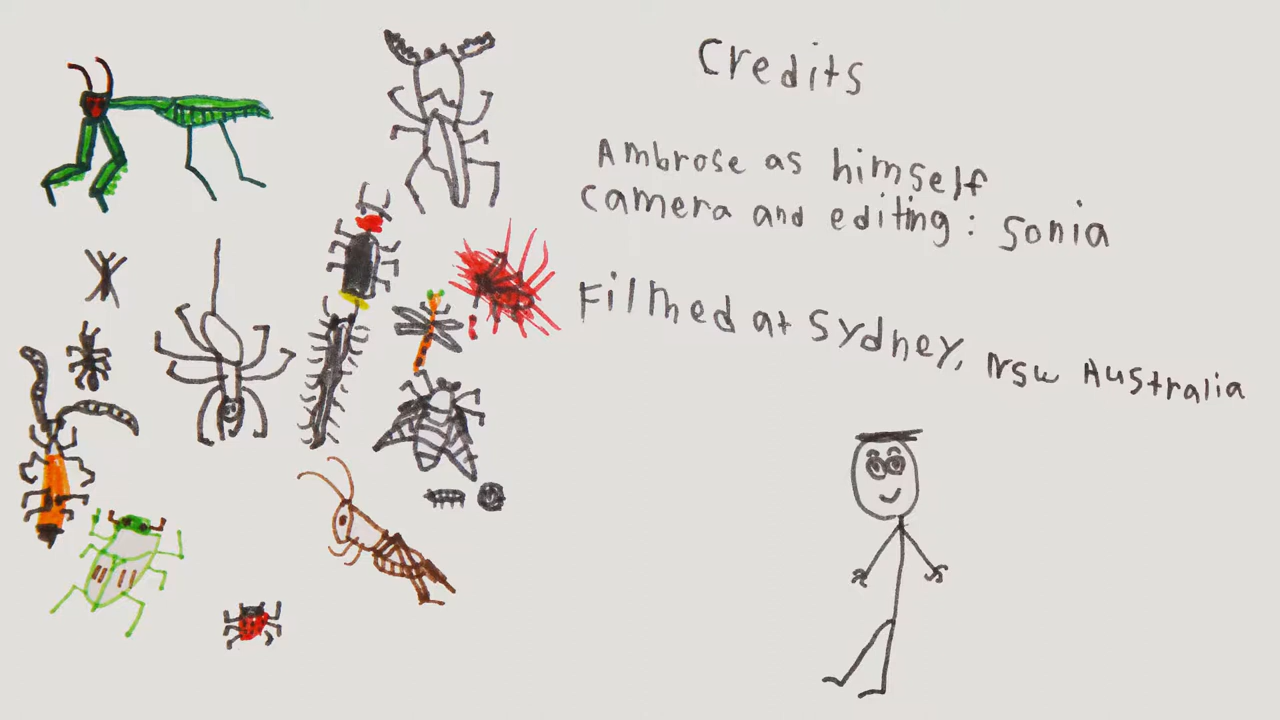 Credits
Ambrose as himself
camera and editing: Sonia
Filmed at Sydney, NSW Australia